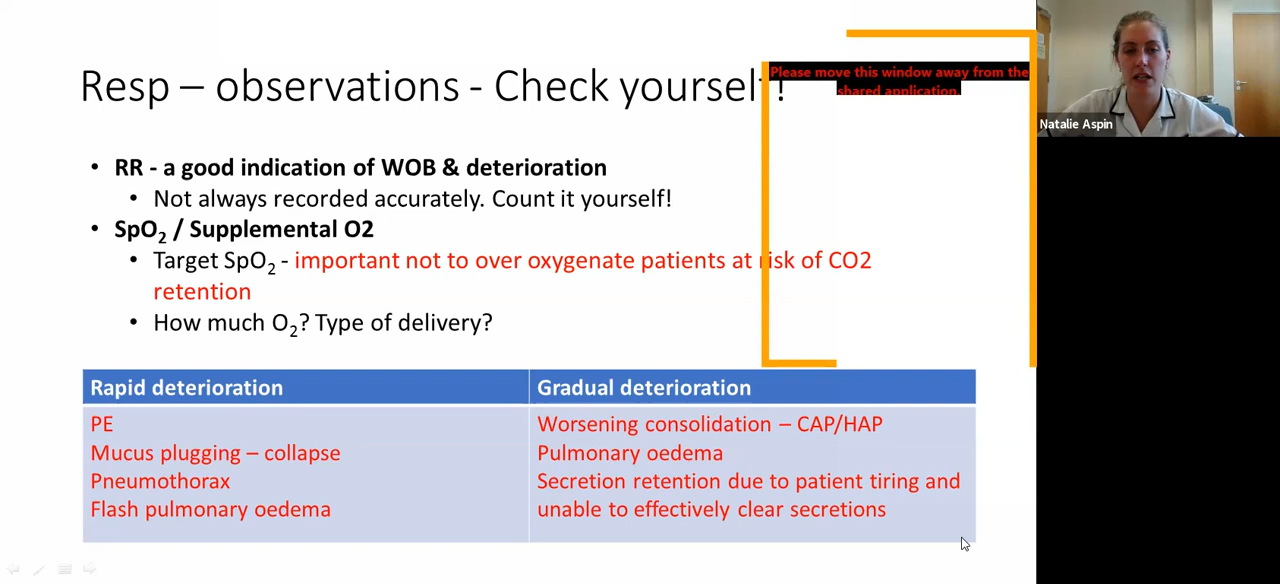 Resp – observations - Check yourself!
Please move this window away from the
shared application.
Natalie Aspin
• RR - a good indication of WOB & deterioration
• Not always recorded accurately. Count it yourself!
• SpO₂ / Supplemental O2
• Target SpO₂ - important not to over oxygenate patients at risk of CO2
retention
• How much O₂? Type of delivery?
Rapid deterioration
PE
Mucus plugging – collapse
Pneumothorax
Flash pulmonary oedema
Gradual deterioration
Worsening consolidation – CAP/HAP
Pulmonary oedema
Secretion retention due to patient tiring and
unable to effectively clear secretions